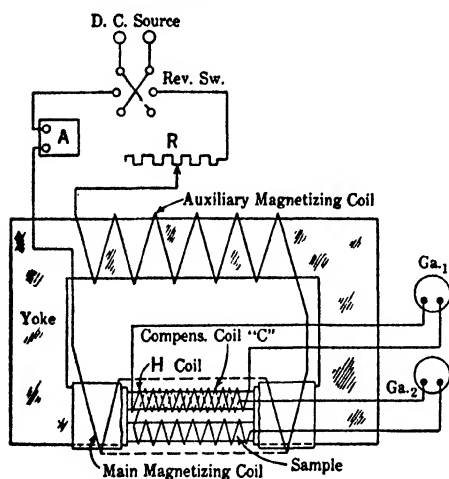 D. C. Source
Rev. Sw.
A
R
Auxiliary Magnetizing Coil
Ga.1
Yoke
Compens. Coil "C"
H Coil
Ga.2
Sample
Main Magnetizing Coil